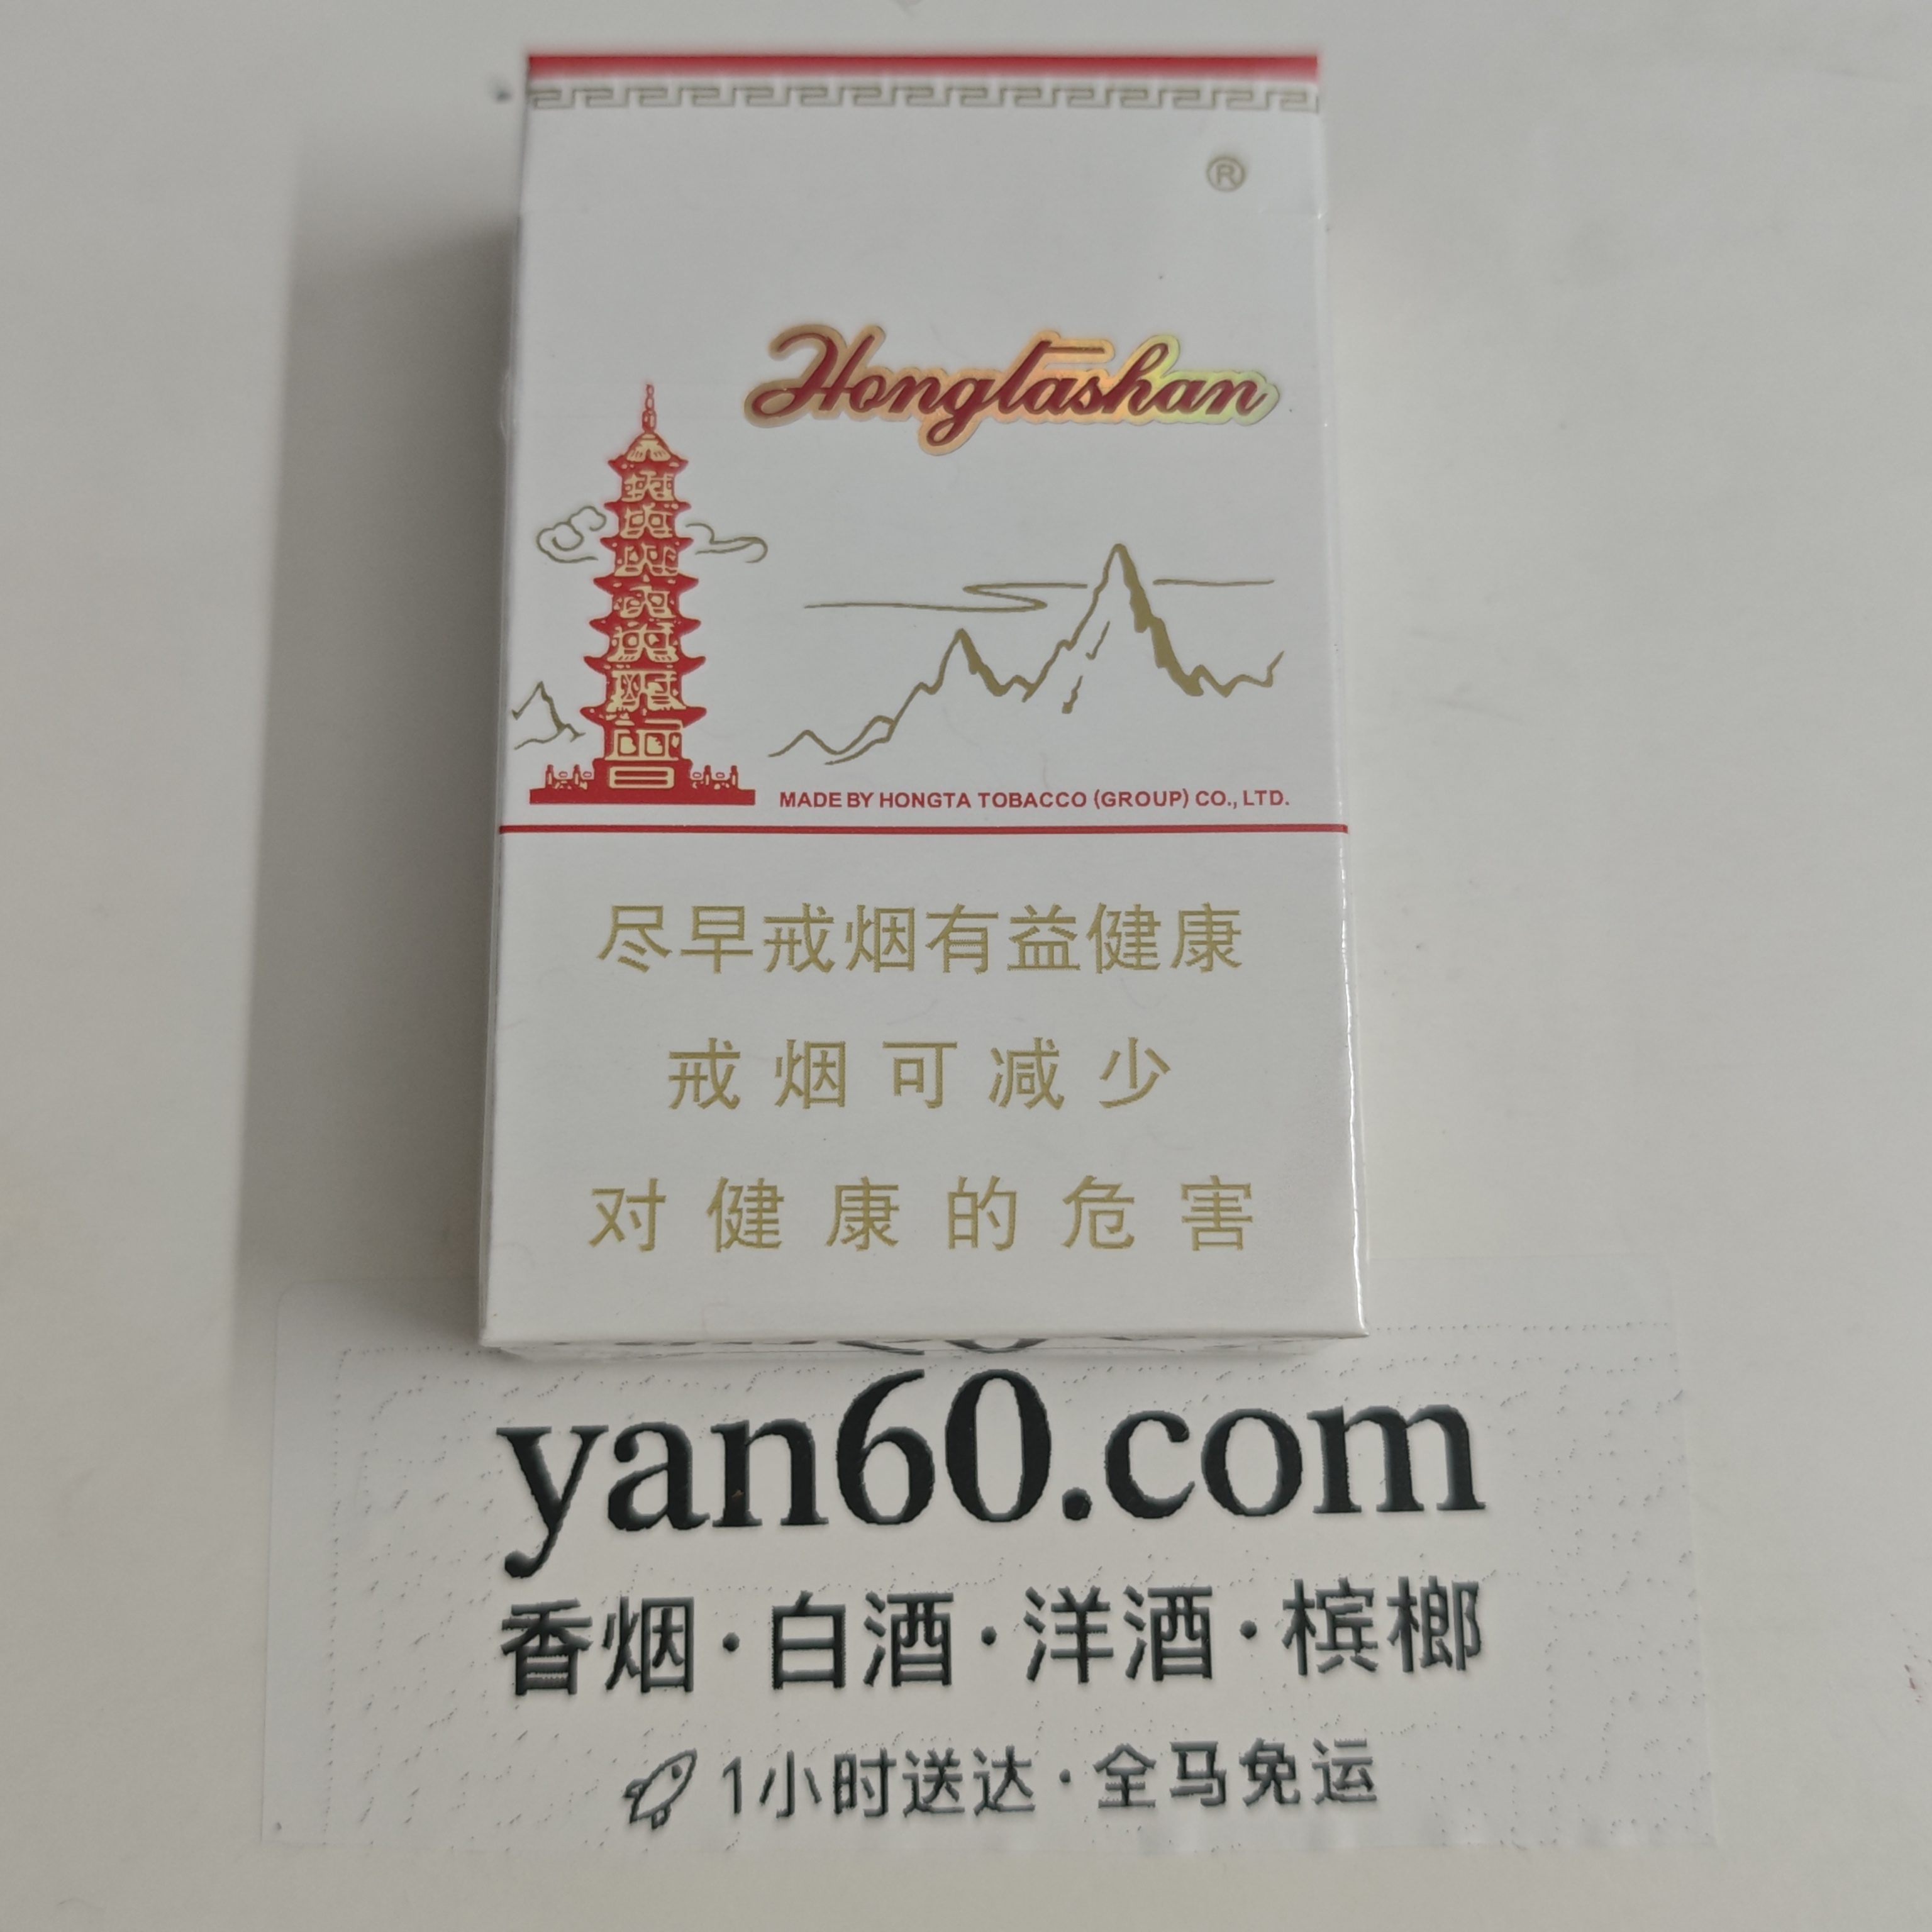 ®
Hongtashan
MADE BY HONGTA TOBACCO (GROUP) CO., LTD.
尽早戒烟有益健康
戒烟可减少
对健康的危害
yan60.com
香烟·白酒·洋酒·槟榔
1小时送达·全马免运